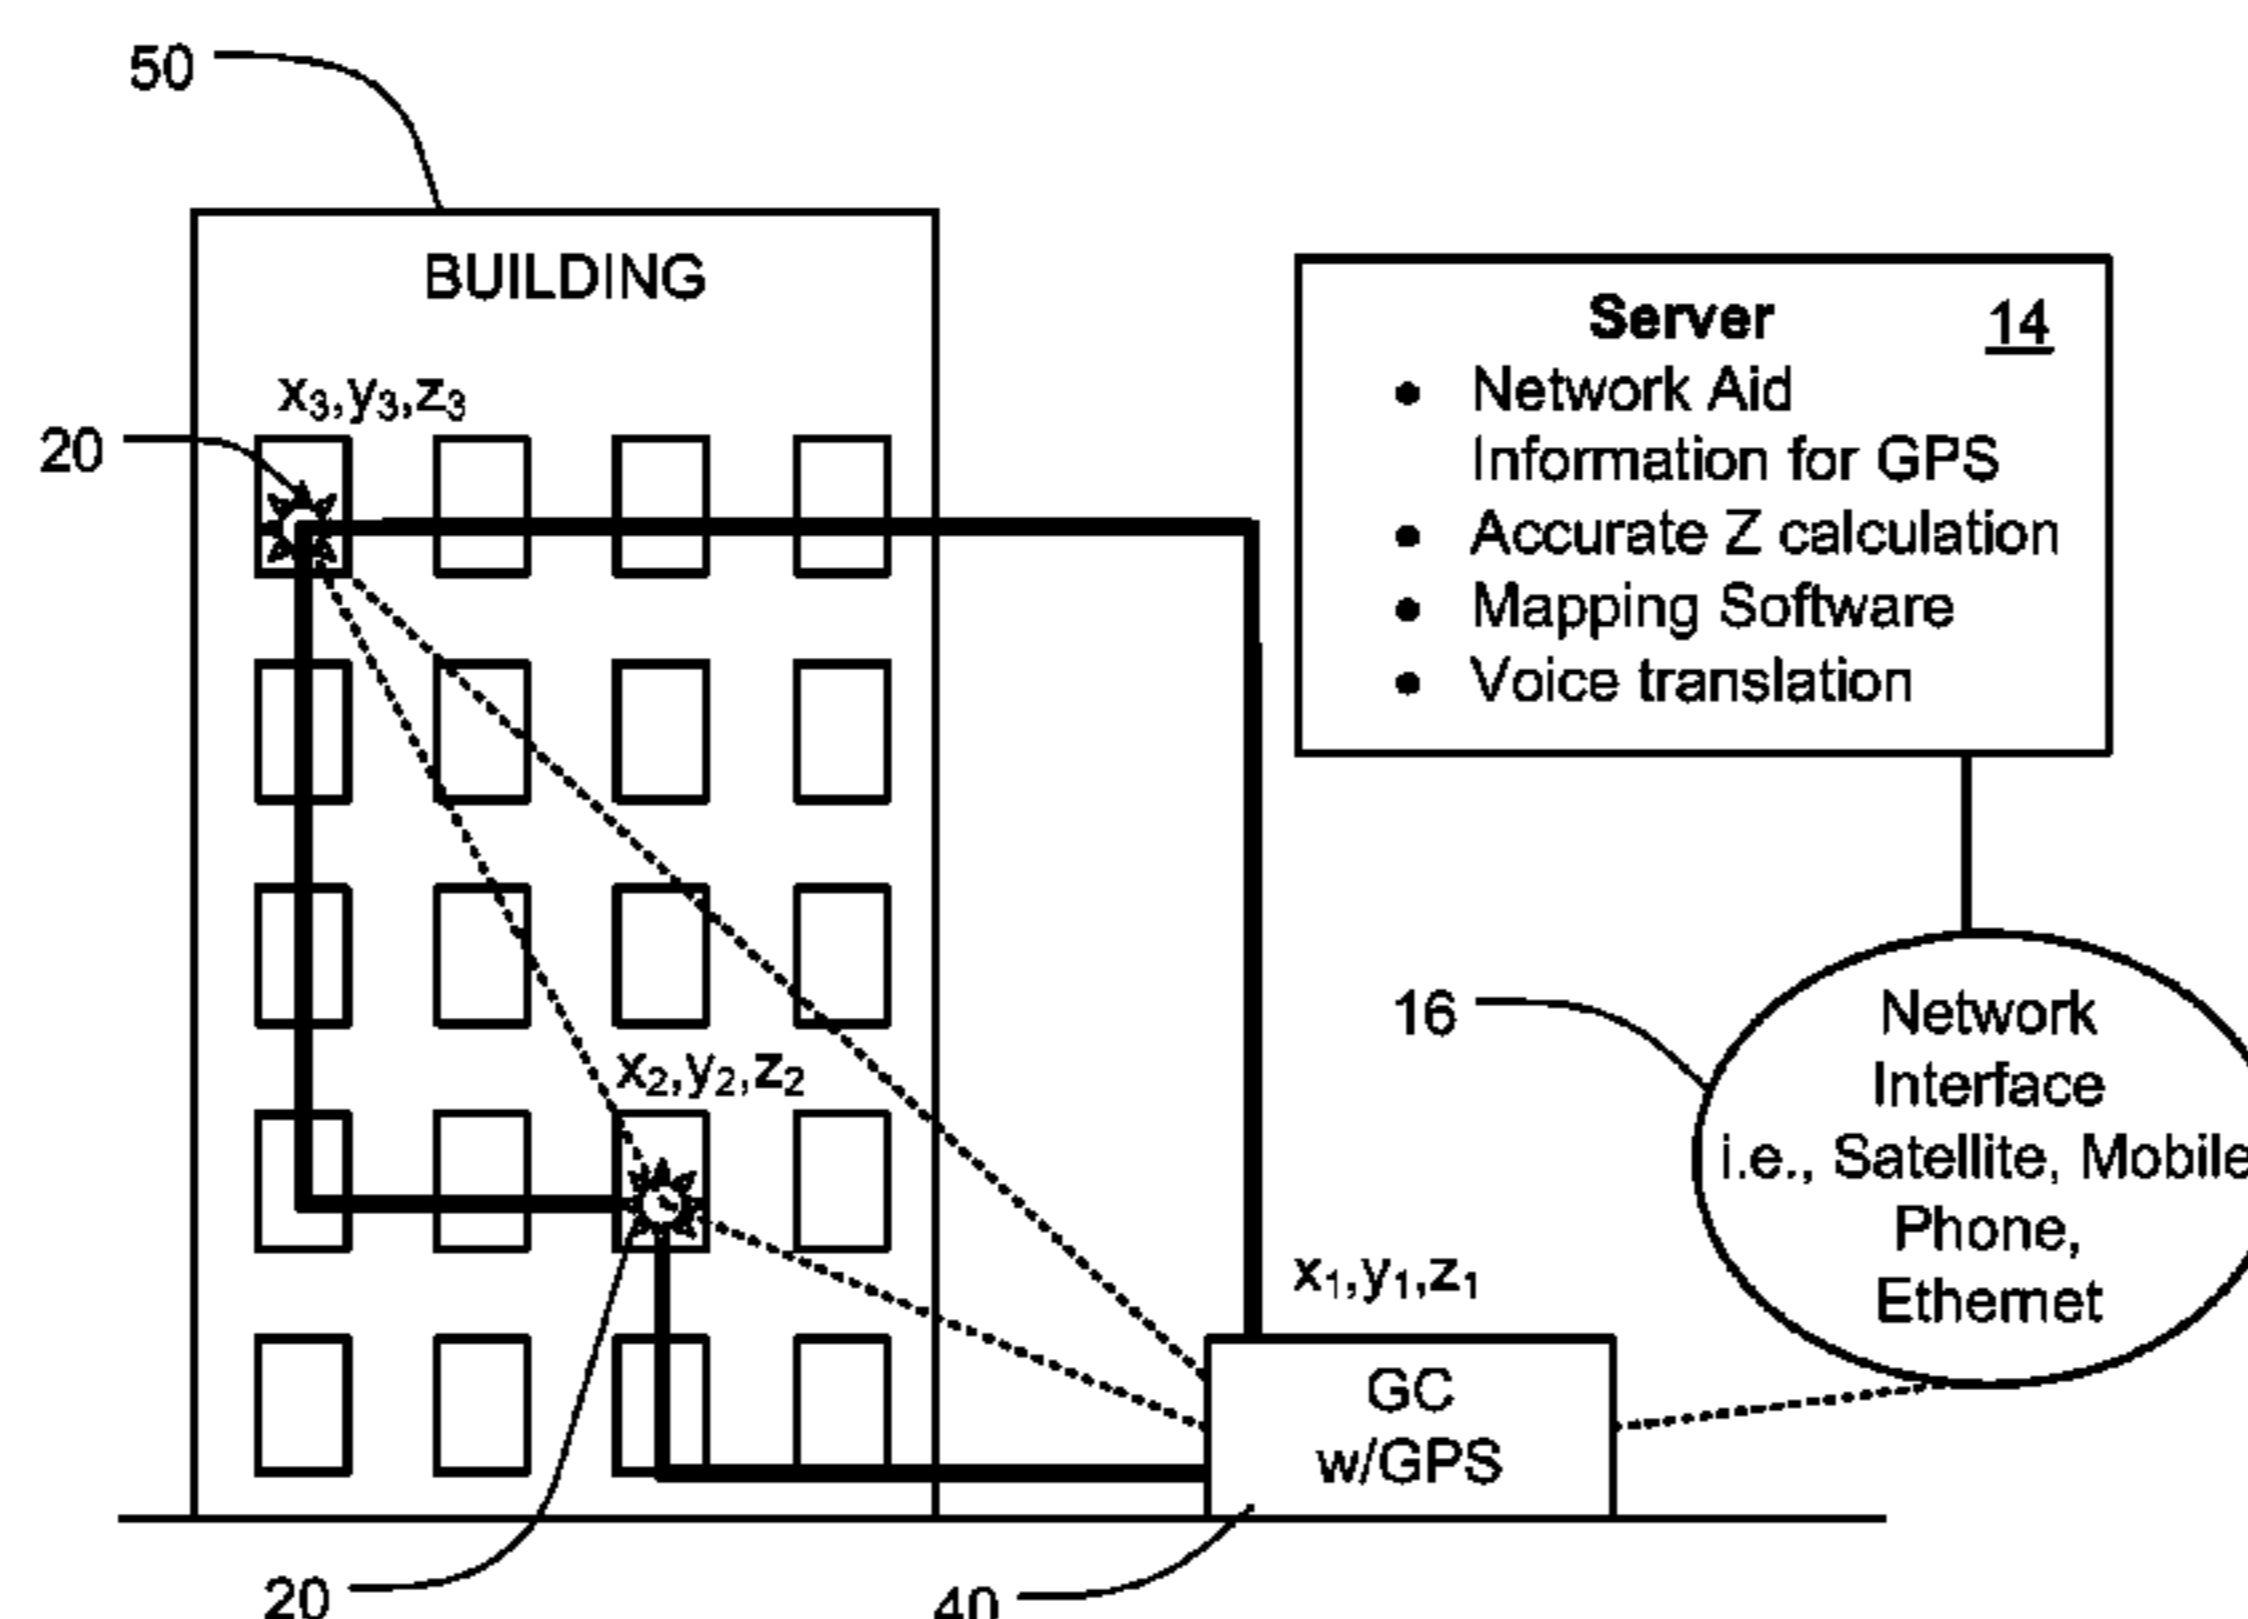 50
BUILDING
x3,y3,z3
20
Server 14
• Network Aid
Information for GPS
• Accurate Z calculation
• Mapping Software
• Voice translation
16
Network
Interface
i.e., Satellite, Mobile
Phone,
Ethernet
x2,y2,z2
x1,y1,z1
GC
w/GPS
20
40